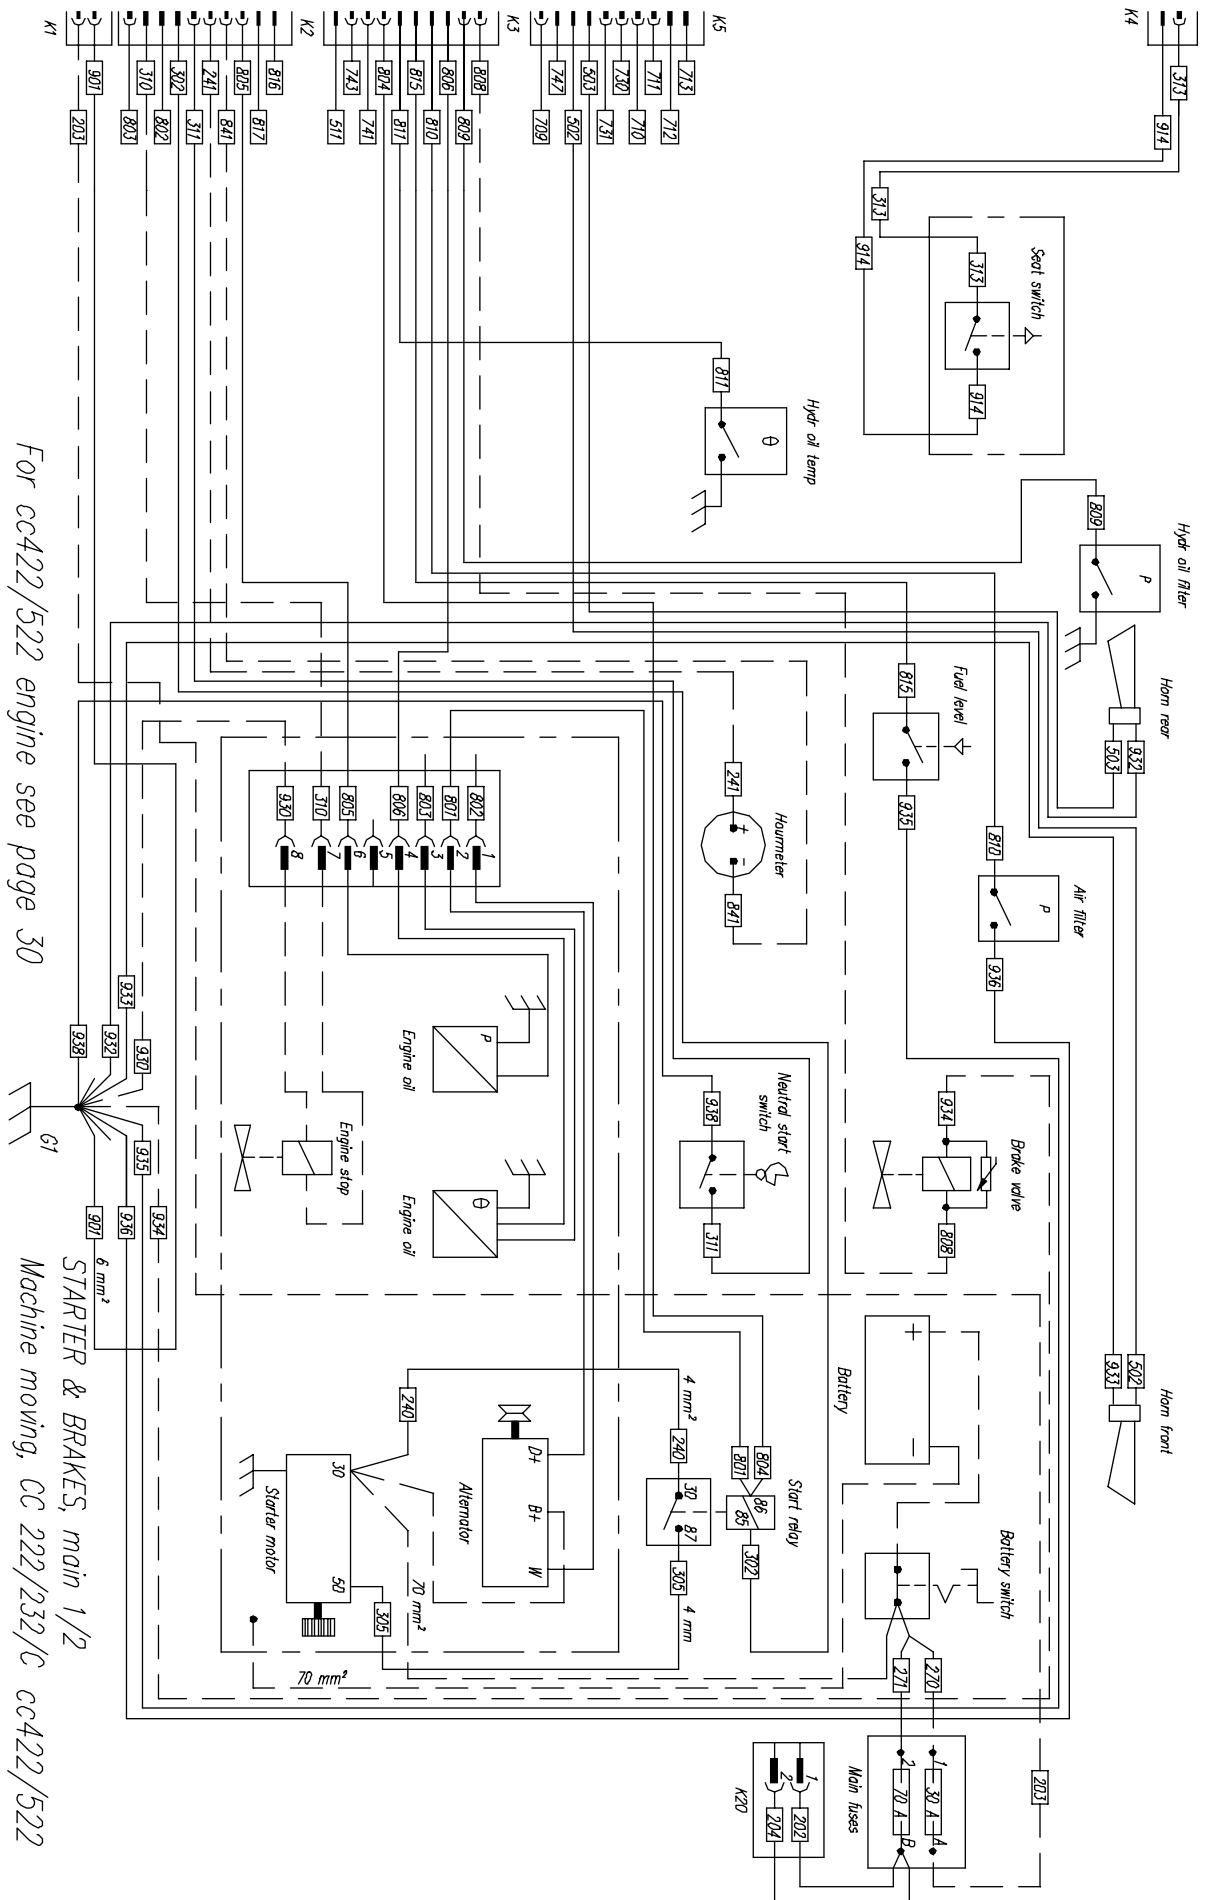 K4
313
914
313
914
Seat switch
313
914
K5
713
712
711
710
730
731
503
502
747
709
K3
808
809
806
810
815
811
804
741
743
517
K2
816
817
805
841
241
311
302
802
310
803
K1
901
203
Hydr oil temp
811
θ
Hydr oil filter
809
P
Horn rear
932
503
Fuel level
815
935
Air filter
810
P
936
Hourmeter
241
+
-
841
Horn front
502
933
Brake valve
934
808
Neutral start
switch
938
311
802
1
801
2
803
3
806
4
5
805
6
310
7
930
8
P
Engine oil
θ
Engine oil
Engine stop
Battery
+
-
Battery switch
271
270
Main fuses
1
30 A
A
2
70 A
B
203
K20
1
202
2
204
Start relay
804
801
86
85
302
4 mm²
240
30
87
305
4 mm
Alternator
D+
B+
W
240
Starter motor
30
50
305
70 mm²
70 mm²
933
930
932
938
G1
934
935
936
901
6 mm²
For cc422/522 engine see page 30
STARTER & BRAKES, main 1/2
Machine moving, CC 222/232/C cc422/522